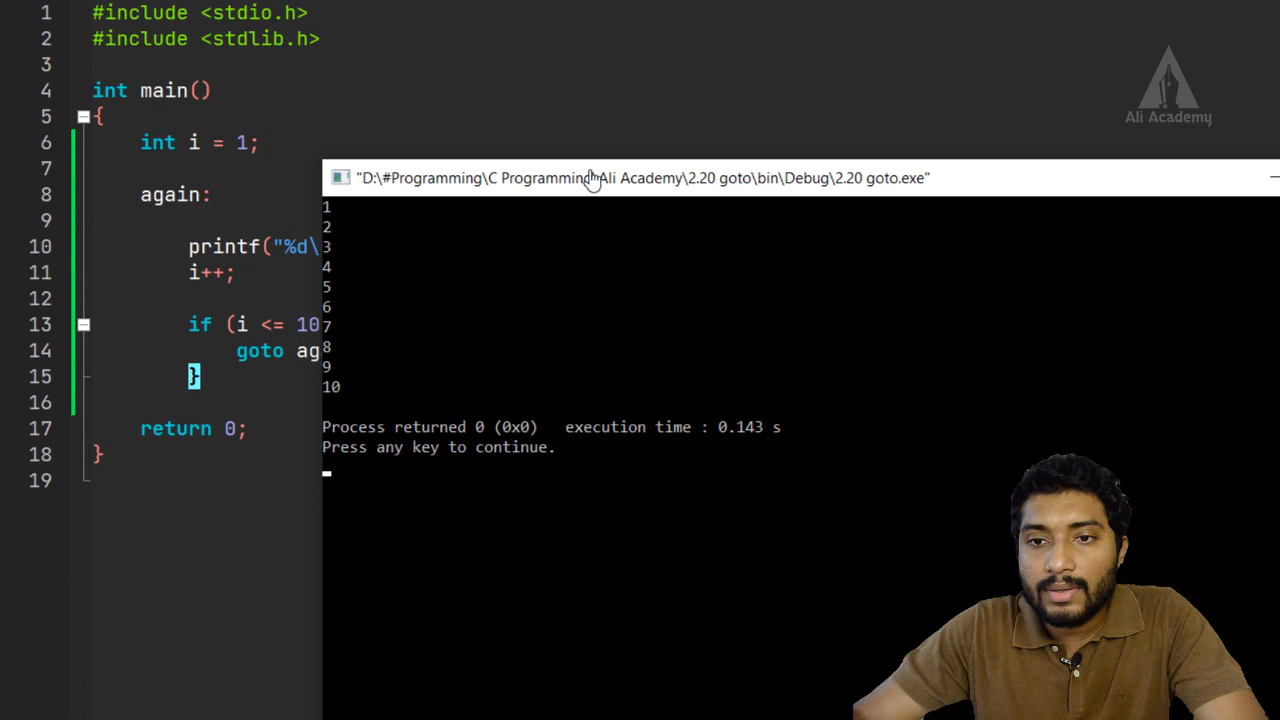 1 #include <stdio.h>
2 #include <stdlib.h>
3
4 int main()
5 {
6 int i = 1;
7
8 again:
9
10 printf("%d\
11 i++;
12
13 if (i <= 10
14 goto ag
15 }
16
17 return 0;
18 }
19
Ali Academy
"D:\#Programming\C Programming\Ali Academy\2.20 goto\bin\Debug\2.20 goto.exe"
1
2
3
4
5
6
7
8
9
10
Process returned 0 (0x0) execution time : 0.143 s
Press any key to continue.